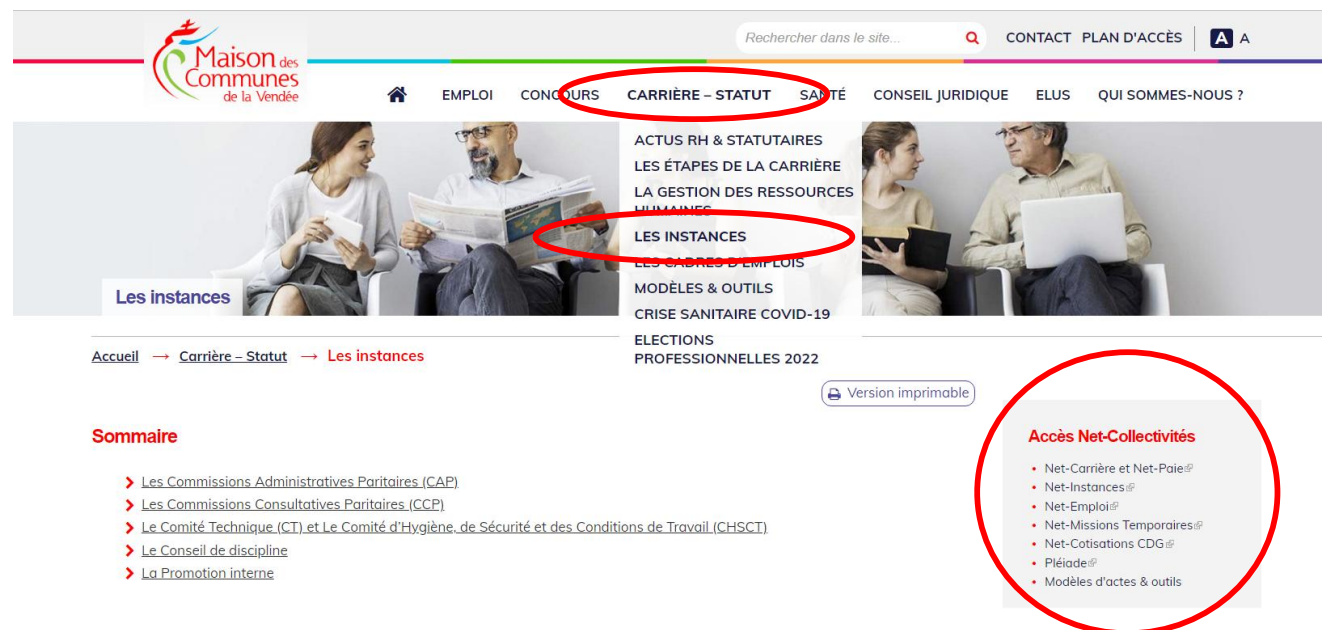 Rechercher dans le site...
CONTACT PLAN D'ACCÈS A A
Maison des
Communes
de la Vendée
EMPLOI CONCOURS CARRIÈRE – STATUT SANTÉ CONSEIL JURIDIQUE ELUS QUI SOMMES-NOUS ?
ACTUS RH & STATUTAIRES
LES ÉTAPES DE LA CARRIÈRE
LA GESTION DES RESSOURCES
HUMAINES
LES INSTANCES
LES CADRES D'EMPLOIS
MODÈLES & OUTILS
CRISE SANITAIRE COVID-19
ELECTIONS
PROFESSIONNELLES 2022
Les instances
Accueil → Carrière – Statut → Les instances
Version imprimable
Sommaire
Les Commissions Administratives Paritaires (CAP)
Les Commissions Consultatives Paritaires (CCP)
Le Comité Technique (CT) et Le Comité d'Hygiène, de Sécurité et des Conditions de Travail (CHSCT)
Le Conseil de discipline
La Promotion interne
Accès Net-Collectivités
Net-Carrière et Net-Paie
Net-Instances
Net-Emploi
Net-Missions Temporaires
Net-Cotisations CDG
Pléiade
Modèles d'actes & outils